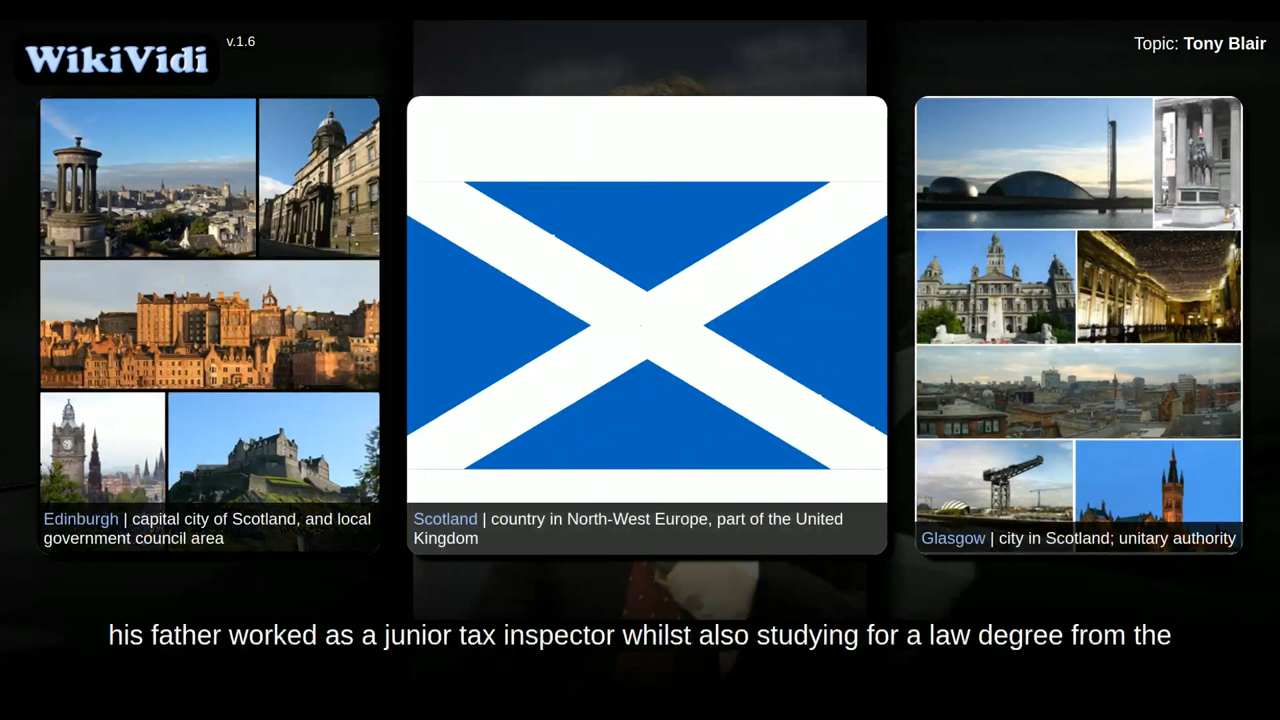 WikiVidi
v.1.6
Topic: Tony Blair
Edinburgh | capital city of Scotland, and local
government council area
Scotland | country in North-West Europe, part of the United
Kingdom
Glasgow | city in Scotland; unitary authority
his father worked as a junior tax inspector whilst also studying for a law degree from the